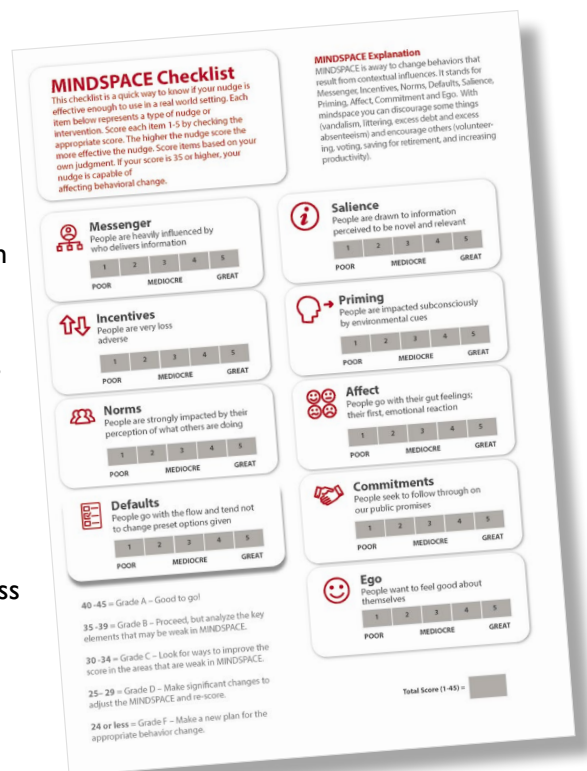 MINDSPACE Checklist
This checklist is a quick way to know if your nudge is
effective enough to use in a real world setting. Each
item below represents a type of nudge or
intervention. Score each item 1-5 by checking the
appropriate score. The higher the nudge score the
more effective the nudge. Score items based on your
own judgment. If your score is 35 or higher, your
nudge is capable of
affecting behavioral change.
MINDSPACE Explanation
MINDSPACE is away to change behaviors that
result from contextual influences. It stands for
Messenger, Incentives, Norms, Defaults, Salience,
Priming, Affect, Commitment and Ego. With
mindspace you can discourage some things
(vandalism, littering, excess debt and excess
absenteeism) and encourage others (volunteer-
ing, voting, saving for retirement, and increasing
productivity).
Messenger
People are heavily influenced by
who delivers information
1 2 3 4 5
POOR MEDIOCRE GREAT
Incentives
People are very loss
adverse
1 2 3 4 5
POOR MEDIOCRE GREAT
Norms
People are strongly impacted by their
perception of what others are doing
1 2 3 4 5
POOR MEDIOCRE GREAT
Defaults
People go with the flow and tend not
to change preset options given
1 2 3 4 5
POOR MEDIOCRE GREAT
Salience
People are drawn to information
perceived to be novel and relevant
1 2 3 4 5
POOR MEDIOCRE GREAT
Priming
People are impacted subconsciously
by environmental cues
1 2 3 4 5
POOR MEDIOCRE GREAT
Affect
People go with their gut feelings;
their first, emotional reaction
1 2 3 4 5
POOR MEDIOCRE GREAT
Commitments
People seek to follow through on
our public promises
1 2 3 4 5
POOR MEDIOCRE GREAT
Ego
People want to feel good about
themselves
1 2 3 4 5
POOR MEDIOCRE GREAT
40 -45 = Grade A – Good to go!
35 -39 = Grade B – Proceed, but analyze the key
elements that may be weak in MINDSPACE.
30 -34 = Grade C – Look for ways to improve the
score in the areas that are weak in MINDSPACE.
25– 29 = Grade D – Make significant changes to
adjust the MINDSPACE and re-score.
24 or less = Grade F – Make a new plan for the
appropriate behavior change.
Total Score (1-45) =